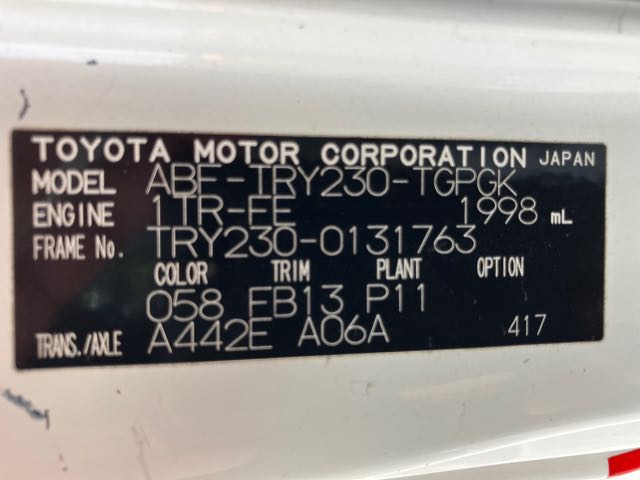 TOYOTA MOTOR CORPORATION JAPAN
MODEL ABF-TRY230-TGPGK
ENGINE 1TR-FE 1998 mL
FRAME No. TRY230-0131763
COLOR TRIM PLANT OPTION
058 FB13 P11
TRANS./AXLE A442E A06A 417